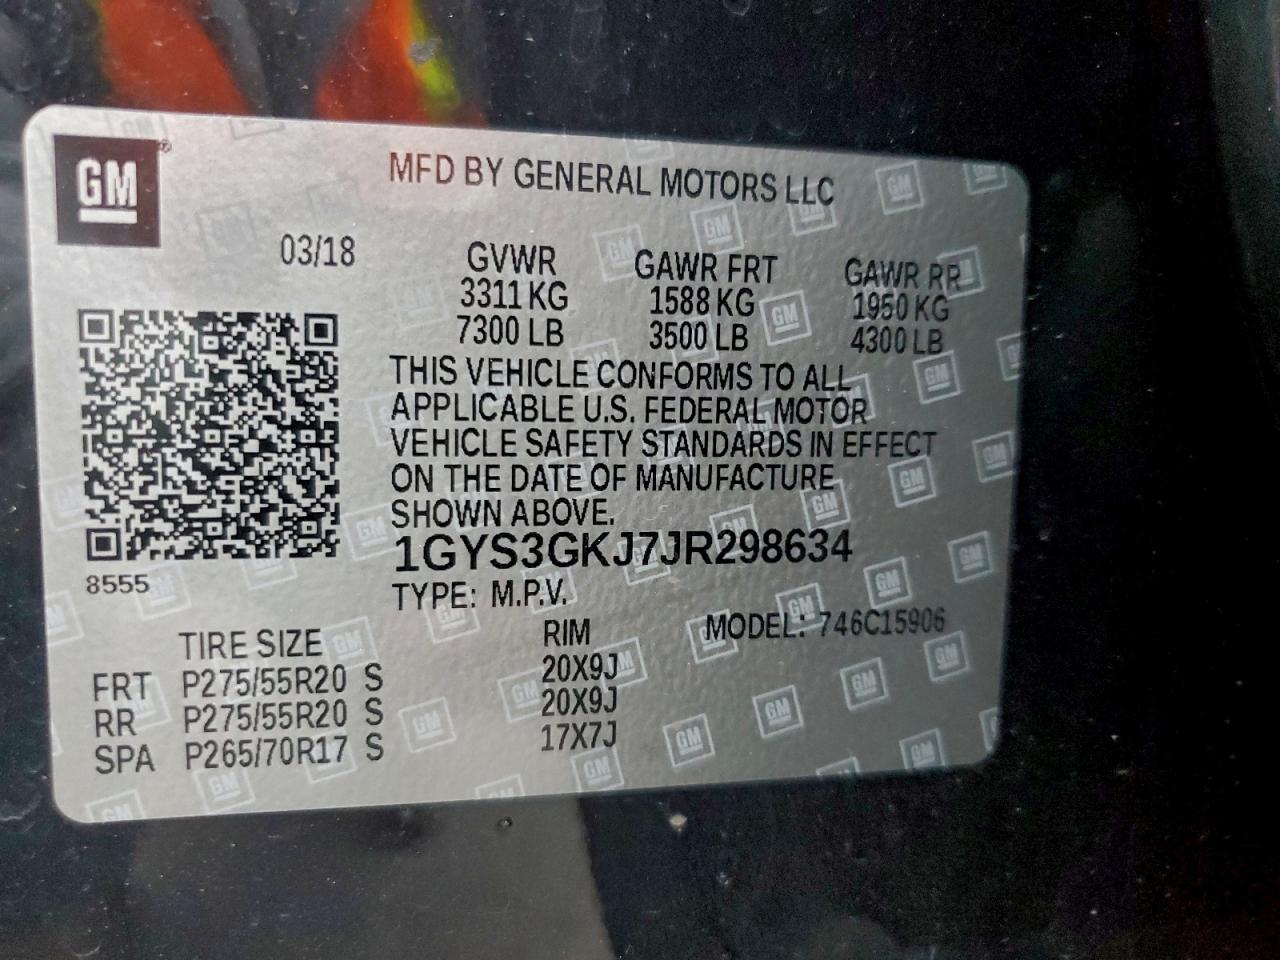 GM
MFD BY GENERAL MOTORS LLC
03/18
GVWR GAWR FRT GAWR RR
3311 KG 1588 KG 1950 KG
7300 LB 3500 LB 4300 LB
THIS VEHICLE CONFORMS TO ALL
APPLICABLE U.S. FEDERAL MOTOR
VEHICLE SAFETY STANDARDS IN EFFECT
ON THE DATE OF MANUFACTURE
SHOWN ABOVE.
1GYS3GKJ7JR298634
8555
TYPE: M.P.V.
TIRE SIZE RIM MODEL: 746C15906
FRT P275/55R20 S 20X9J
RR P275/55R20 S 20X9J
SPA P265/70R17 S 17X7J